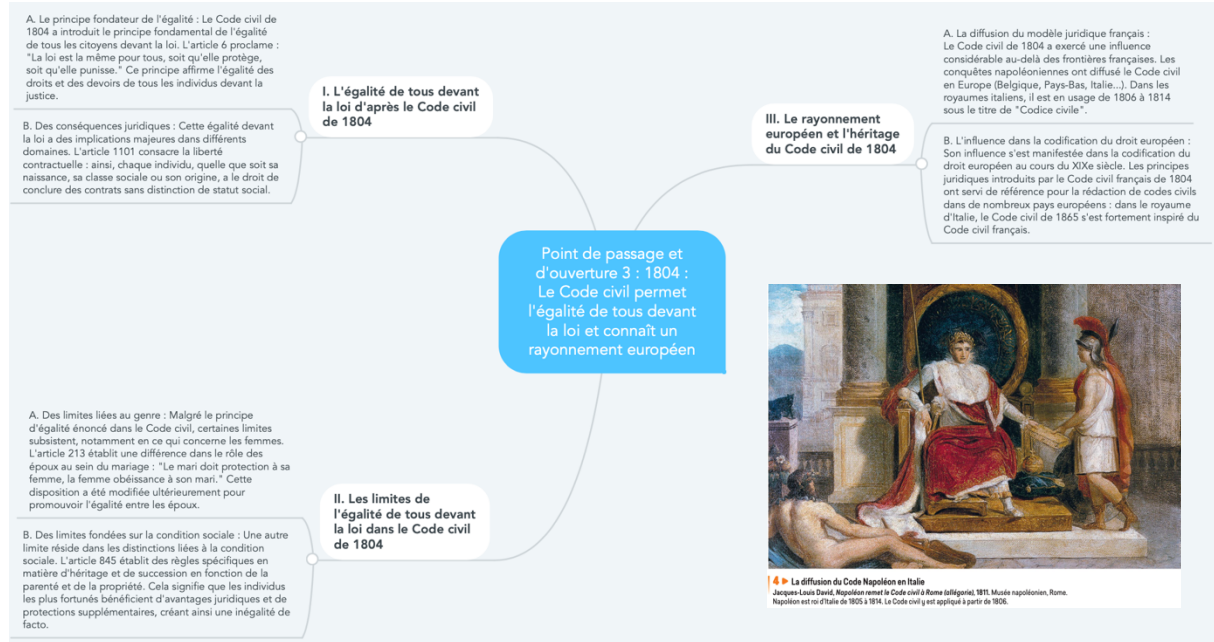 A. Le principe fondateur de l'égalité : Le Code civil de
1804 a introduit le principe fondamental de l'égalité
de tous les citoyens devant la loi. L'article 6 proclame :
"La loi est la même pour tous, soit qu'elle protège,
soit qu'elle punisse." Ce principe affirme l'égalité des
droits et des devoirs de tous les individus devant la
justice.
B. Des conséquences juridiques : Cette égalité devant
la loi a des implications majeures dans différents
domaines. L'article 1101 consacre la liberté
contractuelle : ainsi, chaque individu, quelle que soit sa
naissance, sa classe sociale ou son origine, a le droit de
conclure des contrats sans distinction de statut social.
I. L'égalité de tous devant
la loi d'après le Code civil
de 1804
Point de passage et
d'ouverture 3 : 1804 :
Le Code civil permet
l'égalité de tous devant
la loi et connaît un
rayonnement européen
A. Des limites liées au genre : Malgré le principe
d'égalité énoncé dans le Code civil, certaines limites
subsistent, notamment en ce qui concerne les femmes.
L'article 213 établit une différence dans le rôle des
époux au sein du mariage : "Le mari doit protection à sa
femme, la femme obéissance à son mari." Cette
disposition a été modifiée ultérieurement pour
promouvoir l'égalité entre les époux.
B. Des limites fondées sur la condition sociale : Une autre
limite réside dans les distinctions liées à la condition
sociale. L'article 845 établit des règles spécifiques en
matière d'héritage et de succession en fonction de la
parenté et de la propriété. Cela signifie que les individus
les plus fortunés bénéficient d'avantages juridiques et de
protections supplémentaires, créant ainsi une inégalité de
facto.
II. Les limites de
l'égalité de tous devant
la loi dans le Code civil
de 1804
III. Le rayonnement
européen et l'héritage
du Code civil de 1804
A. La diffusion du modèle juridique français :
Le Code civil de 1804 a exercé une influence
considérable au-delà des frontières françaises. Les
conquêtes napoléoniennes ont diffusé le Code civil
en Europe (Belgique, Pays-Bas, Italie...). Dans les
royaumes italiens, il est en usage de 1806 à 1814
sous le titre de "Codice civile".
B. L'influence dans la codification du droit européen :
Son influence s'est manifestée dans la codification du
droit européen au cours du XIXe siècle. Les principes
juridiques introduits par le Code civil français de 1804
ont servi de référence pour la rédaction de codes civils
dans de nombreux pays européens : dans le royaume
d'Italie, le Code civil de 1865 s'est fortement inspiré du
Code civil français.
4 ▶ La diffusion du Code Napoléon en Italie
Jacques-Louis David, Napoléon remet le Code civil à Rome (allégorie), 1811. Musée napoléonien, Rome.
Napoléon est roi d'Italie de 1805 à 1814. Le Code civil y est appliqué à partir de 1806.